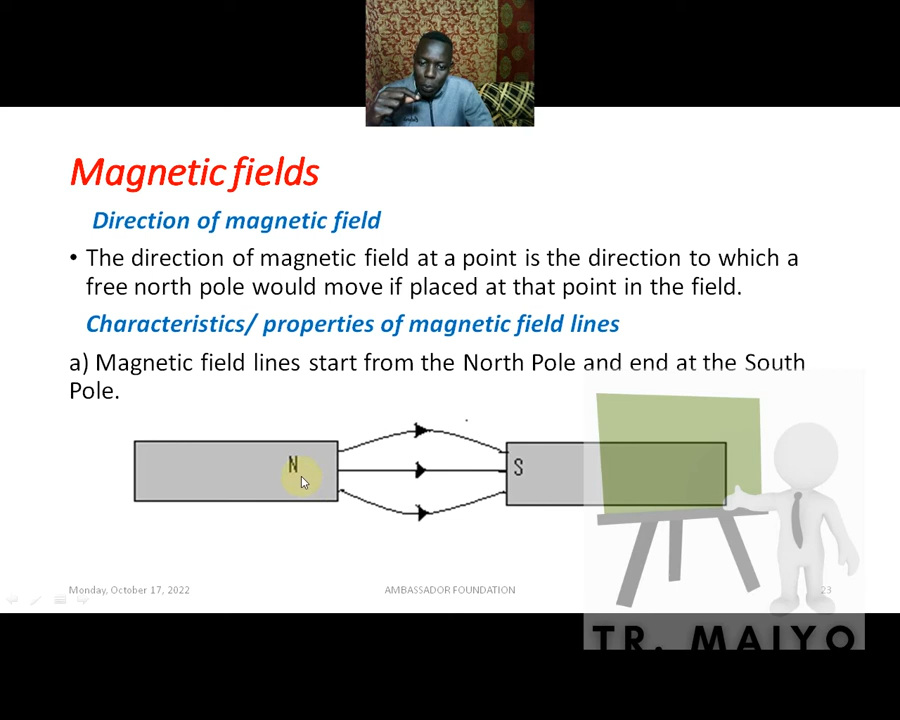 Magnetic fields
Direction of magnetic field
• The direction of magnetic field at a point is the direction to which a
free north pole would move if placed at that point in the field.
Characteristics/ properties of magnetic field lines
a) Magnetic field lines start from the North Pole and end at the South
Pole.
N
S
Monday, October 17, 2022
AMBASSADOR FOUNDATION
23
TR. MAIYO